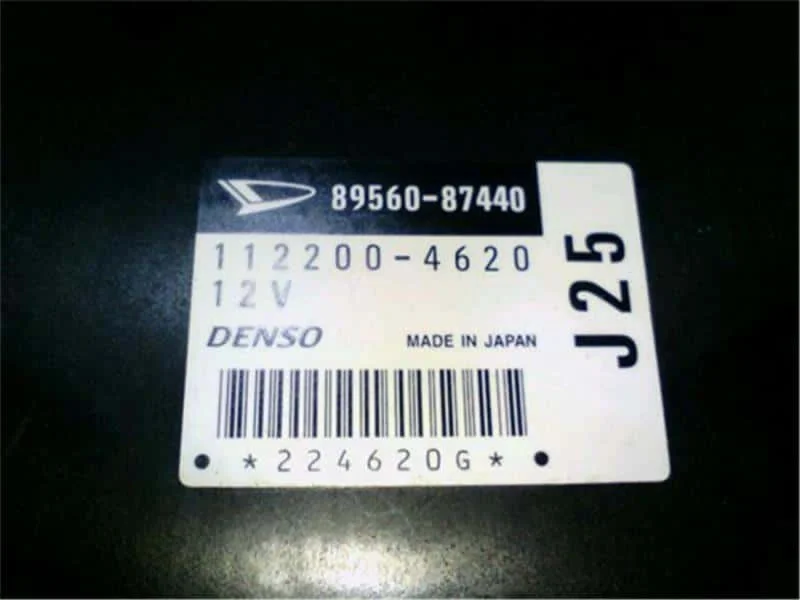 89560-87440
112200-4620
12V
DENSO MADE IN JAPAN
*224620G*
J25